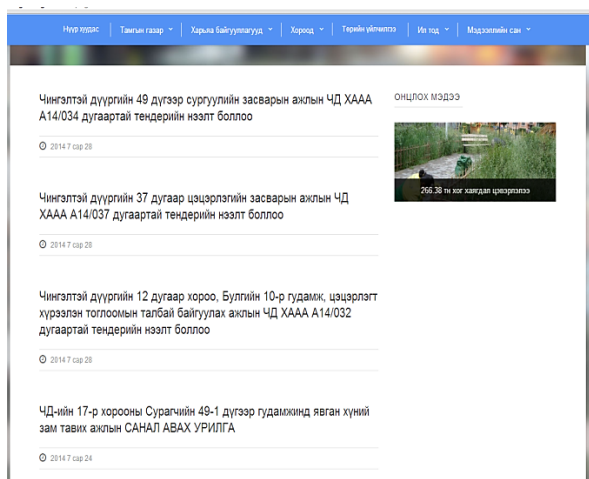 Нүүр хуудас Тамгын газар Харьяа байгууллагууд Хороод Төрийн үйлчилгээ Ил тод Мэдээллийн сан
Чингэлтэй дүүргийн 49 дүгээр сургуулийн засварын ажлын ЧД ХААА
А14/034 дугаартай тендерийн нээлт боллоо
2014 7 сар 28
Чингэлтэй дүүргийн 37 дугаар цэцэрлэгийн засварын ажлын ЧД
ХААА А14/037 дугаартай тендерийн нээлт боллоо
2014 7 сар 28
Чингэлтэй дүүргийн 12 дугаар хороо, Булгийн 10-р гудамж, цэцэрлэгт
хүрээлэн тоглоомын талбай байгуулах ажлын ЧД ХААА А14/032
дугаартай тендерийн нээлт боллоо
2014 7 сар 28
ЧД-ийн 17-р хорооны Сурагчийн 49-1 дүгээр гудамжинд явган хүний
зам тавих ажлын САНАЛ АВАХ УРИЛГА
2014 7 сар 24
ОНЦЛОХ МЭДЭЭ
266.38 тн хог хаягдал цэвэрлэлээ